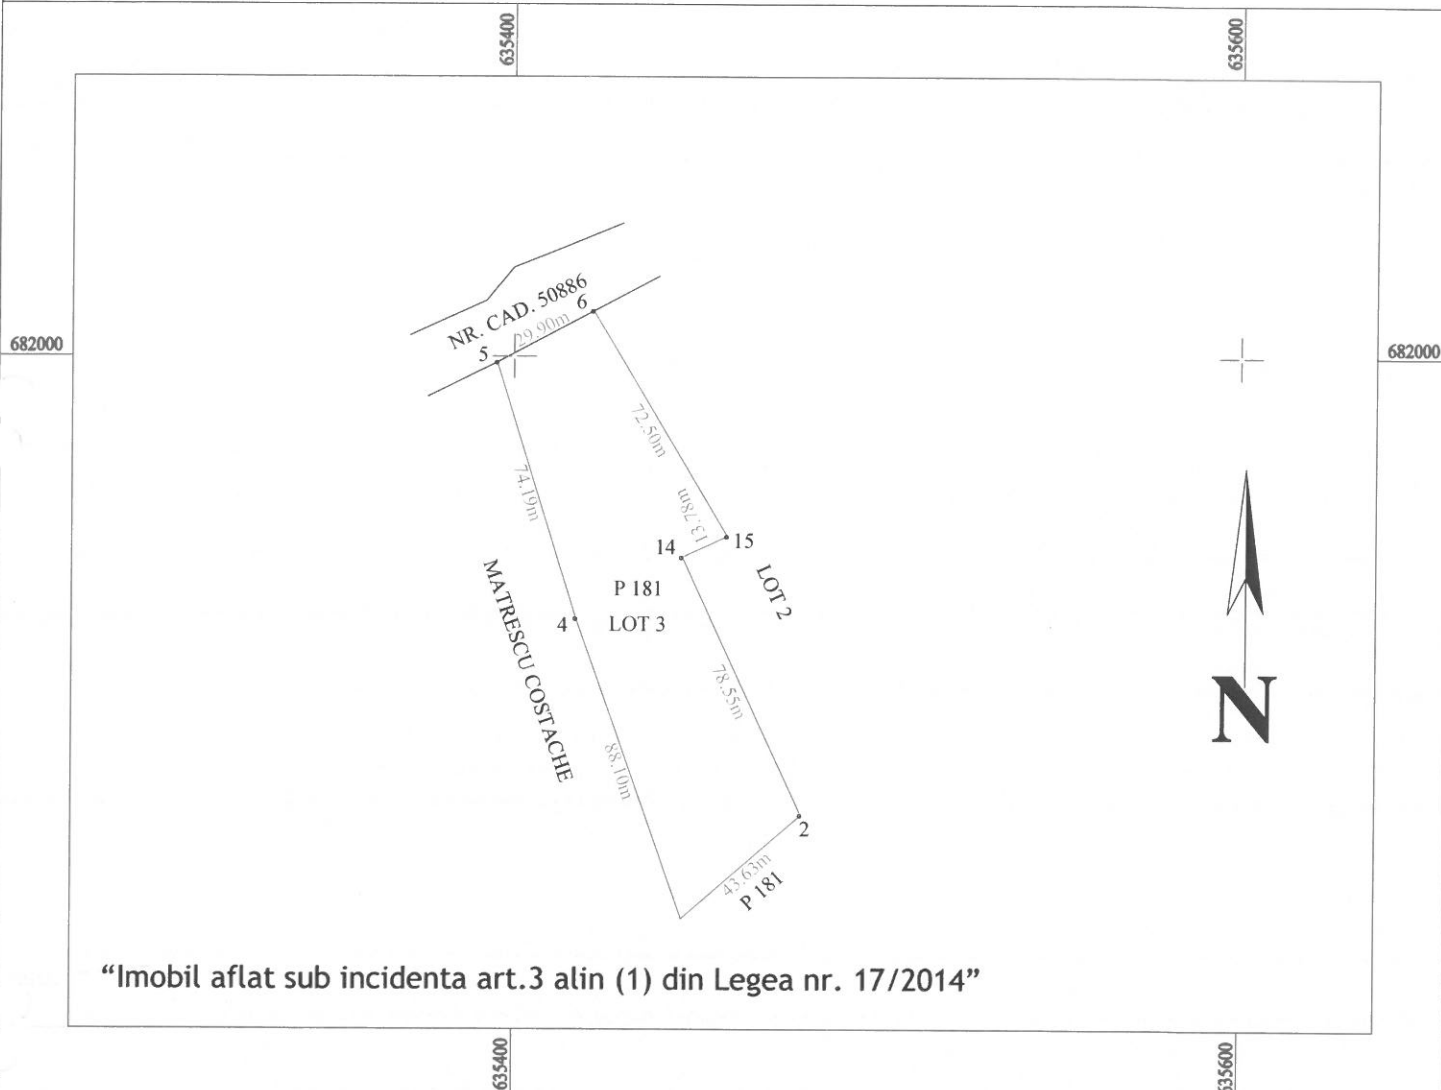 635400
635600
NR. CAD. 50886
6
29.90m
5
682000
682000
72.50m
74.19m
13.78m
15
14
LOT 2
P 181
4
LOT 3
MATRESCU COSTACHE
78.55m
N
88.10m
2
43.63m
P 181
“Imobil aflat sub incidenta art.3 alin (1) din Legea nr. 17/2014”
635400
635600